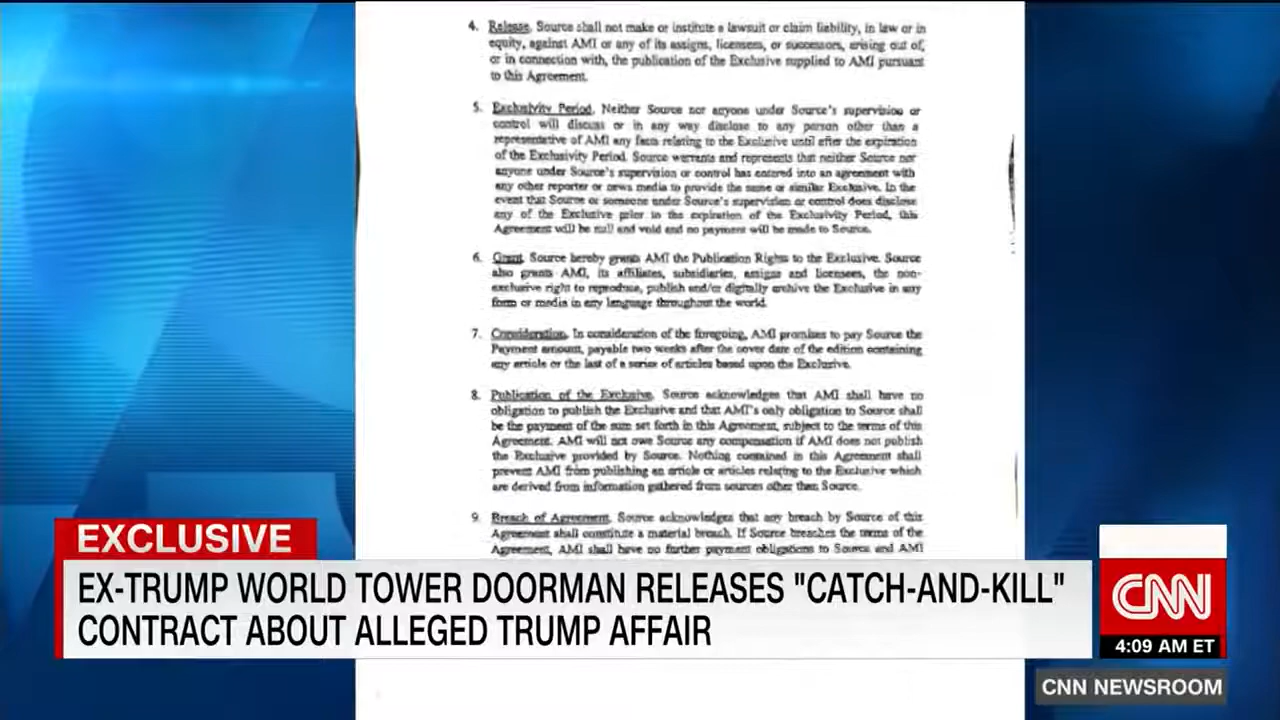 4. Release. Source shall not make or institute a lawsuit or claim liability, in law or in
equity, against AMI or any of its assigns, licensees, or successors, arising out of,
or in connection with, the publication of the Exclusive supplied to AMI pursuant
to this Agreement.
5. Exclusivity Period. Neither Source nor anyone under Source's supervision or
control will discuss or in any way disclose to any person other than a
representative of AMI any facts relating to the Exclusive until after the expiration
of the Exclusivity Period. Source warrants and represents that neither Source nor
anyone under Source's supervision or control has entered into an agreement with
any other reporter or news media to provide the same or similar Exclusive. In the
event that Source or someone under Source's supervision or control does disclose
any of the Exclusive prior to the expiration of the Exclusivity Period, this
Agreement will be null and void and no payment will be made to Source.
6. Grant. Source hereby grants AMI the Publication Rights to the Exclusive. Source
also grants AMI, its affiliates, subsidiaries, assigns and licensees, the non-
exclusive right to reproduce, publish and/or digitally archive the Exclusive in any
form or media in any language throughout the world.
7. Consideration. In consideration of the foregoing, AMI promises to pay Source the
Payment amount, payable two weeks after the cover date of the edition containing
any article or the last of a series of articles based upon the Exclusive.
8. Publication of the Exclusive. Source acknowledges that AMI shall have no
obligation to publish the Exclusive and that AMI's only obligation to Source shall
be the payment of the sum set forth in this Agreement, subject to the terms of this
Agreement. AMI will not owe Source any compensation if AMI does not publish
the Exclusive provided by Source. Nothing contained in this Agreement shall
prevent AMI from publishing an article or articles relating to the Exclusive which
are derived from information gathered from sources other than Source.
9. Breach of Agreement. Source acknowledges that any breach by Source of this
Agreement shall constitute a material breach. If Source breaches the terms of the
Agreement, AMI shall have no further payment obligations to Source and AMI
EXCLUSIVE
EX-TRUMP WORLD TOWER DOORMAN RELEASES "CATCH-AND-KILL"
CONTRACT ABOUT ALLEGED TRUMP AFFAIR
CNN
4:09 AM ET
CNN NEWSROOM